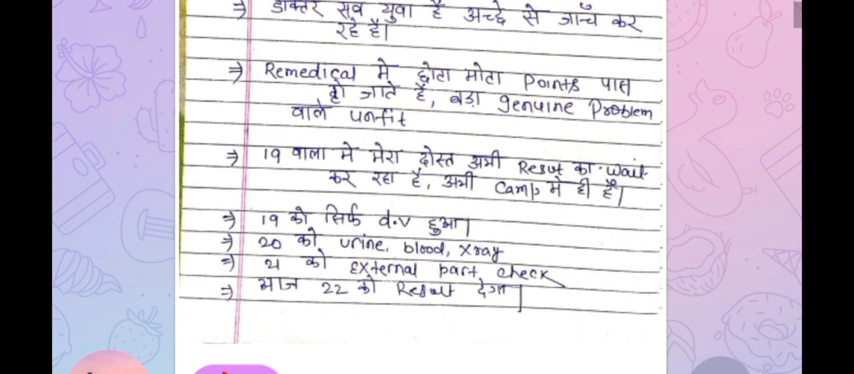 ⇒ डाक्टर सब युवा है अच्छे से जाँच कर
रहे है।
⇒ Remedical मे छोटा मोटा Points पास
हो जाते है, बड़ा genuine Problem
वाले unfit
⇒ 19 वाला मे मेरा दोस्त अभी Resut का wait
कर रहा है, अभी Camp मे ही है।
⇒ 19 को सिर्फ d.v हुआ।
⇒ 20 को urine, blood, xray
⇒ 21 को External part check
⇒ आज 22 को Result देगा।